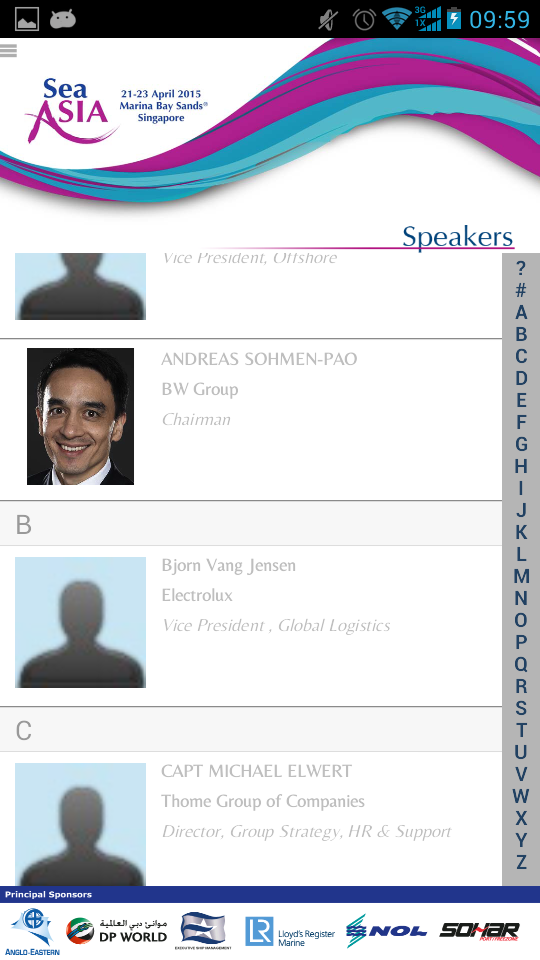 3G
1X
09:59
Sea
ASIA
21-23 April 2015
Marina Bay Sands®
Singapore
Speakers
Vice President, Offshore
ANDREAS SOHMEN-PAO
BW Group
Chairman
B
Bjorn Vang Jensen
Electrolux
Vice President , Global Logistics
C
CAPT MICHAEL ELWERT
Thome Group of Companies
Director, Group Strategy, HR & Support
?
#
A
B
C
D
E
F
G
H
I
J
K
L
M
N
O
P
Q
R
S
T
U
V
W
X
Y
Z
Principal Sponsors
ANGLO-EASTERN
موانئ دبي العالمية
DP WORLD
EXECUTIVE SHIP MANAGEMENT
LR
Lloyd's Register
Marine
NOL
SOHAR
PORT/FREEZONE